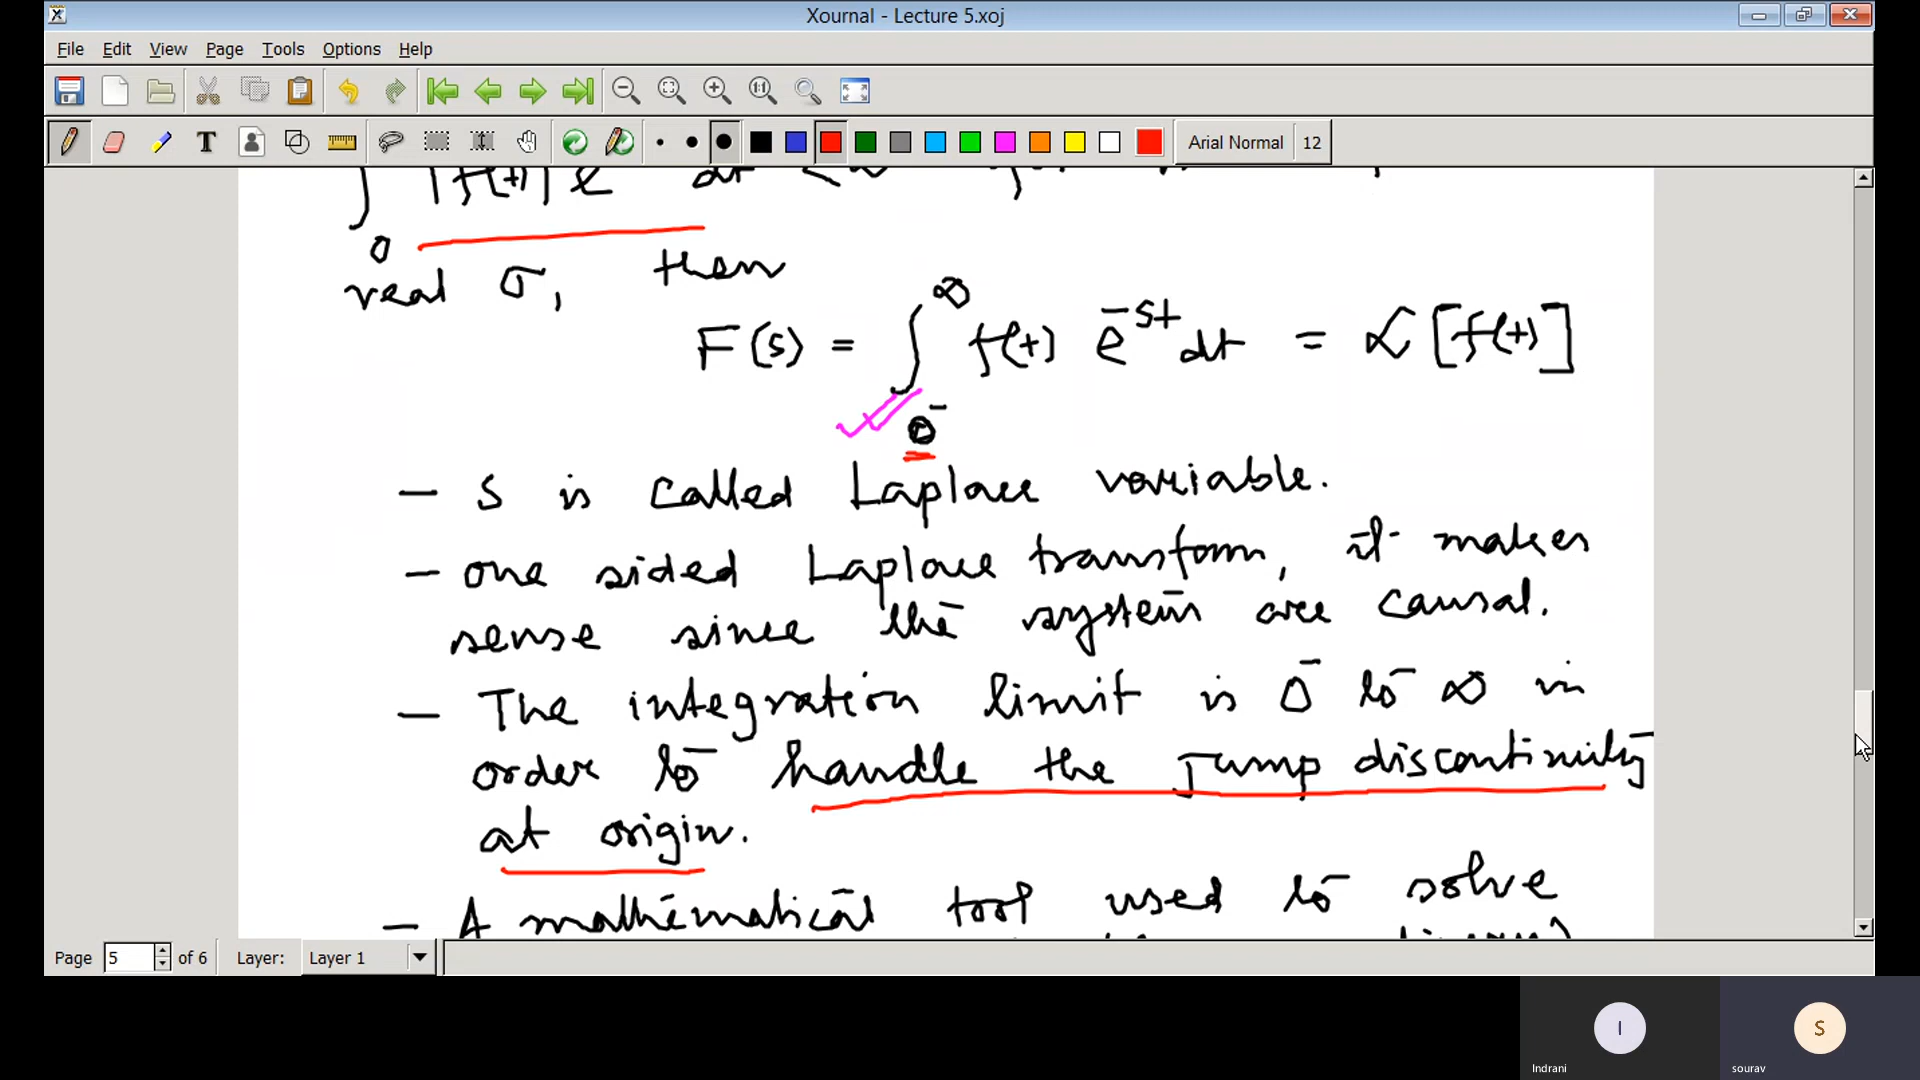 Xournal - Lecture 5.xoj
File Edit View Page Tools Options Help
Arial Normal 12
|f(t)| e dt < ∞
0
real σ, then
F(s) = ∫_{0⁻}^{∞} f(t) e^{-st} dt = ℒ [f(t)]
- s is called Laplace variable.
- one sided Laplace transform, it makes
sense since the system are causal.
- The integration limit is 0⁻ to ∞ in
order to handle the jump discontinuity
at origin.
- A mathematical tool used to solve
Page 5 of 6 Layer: Layer 1
I S
Indrani sourav